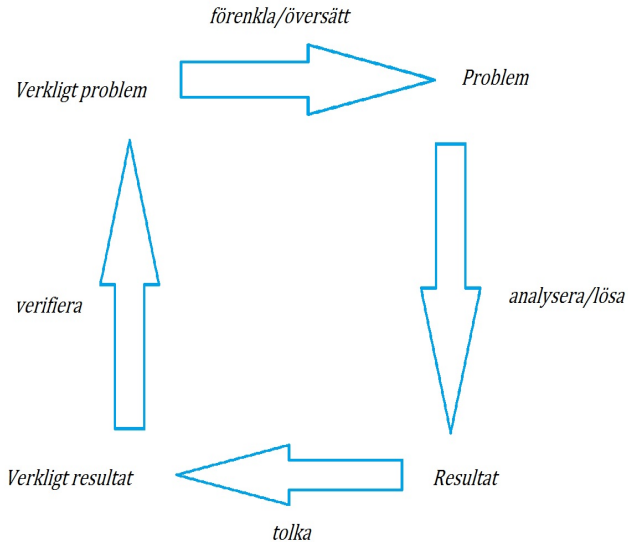 förenkla/översätt
Verkligt problem
Problem
verifiera
analysera/lösa
Verkligt resultat
Resultat
tolka